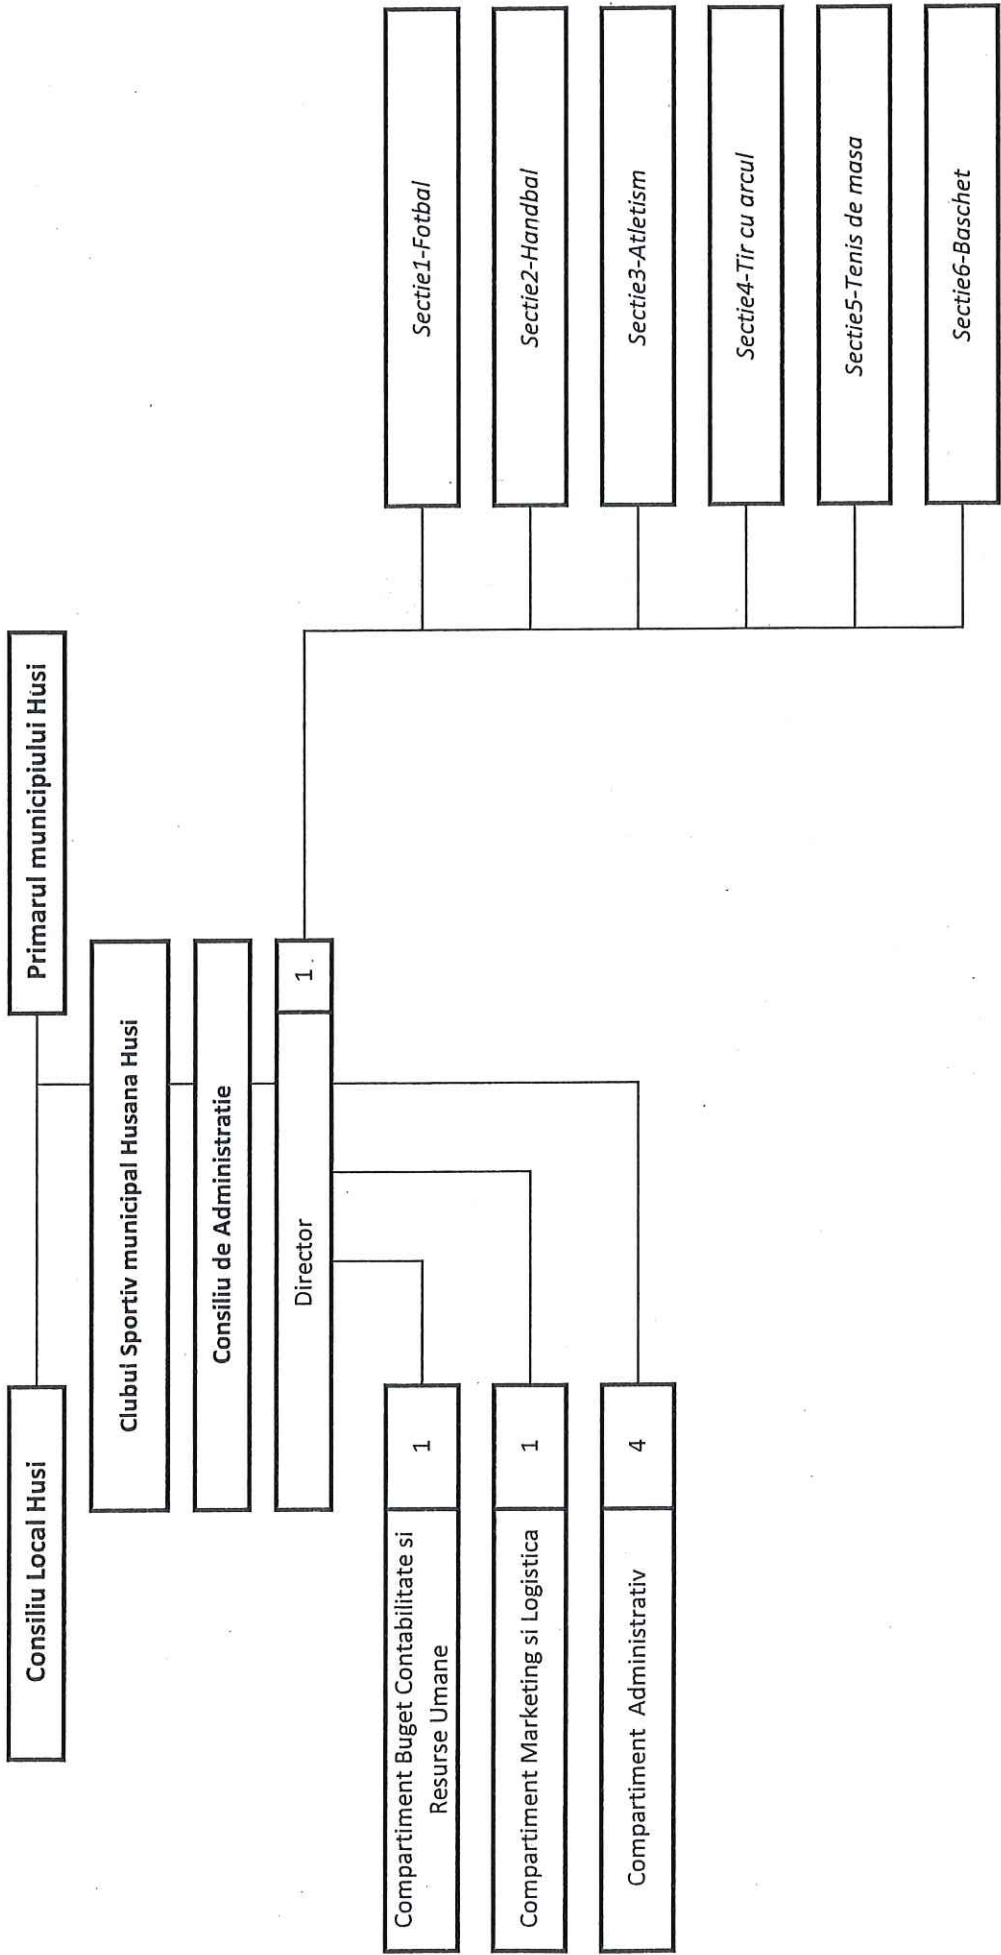 Consiliu Local Husi
Primarul municipiului Husi
Clubul Sportiv municipal Husana Husi
Consiliu de Administratie
Director
1
Compartiment Buget Contabilitate si
Resurse Umane
1
Compartiment Marketing si Logistica
1
Compartiment Administrativ
4
Sectie1-Fotbal
Sectie2-Handbal
Sectie3-Atletism
Sectie4-Tir cu arcul
Sectie5-Tenis de masa
Sectie6-Baschet